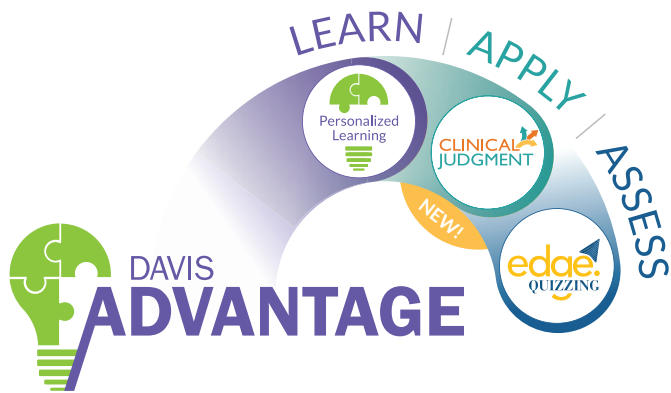 LEARN | APPLY | ASSESS
Personalized
Learning
CLINICAL
JUDGMENT
NEW!
edge.
QUIZZING
DAVIS
ADVANTAGE